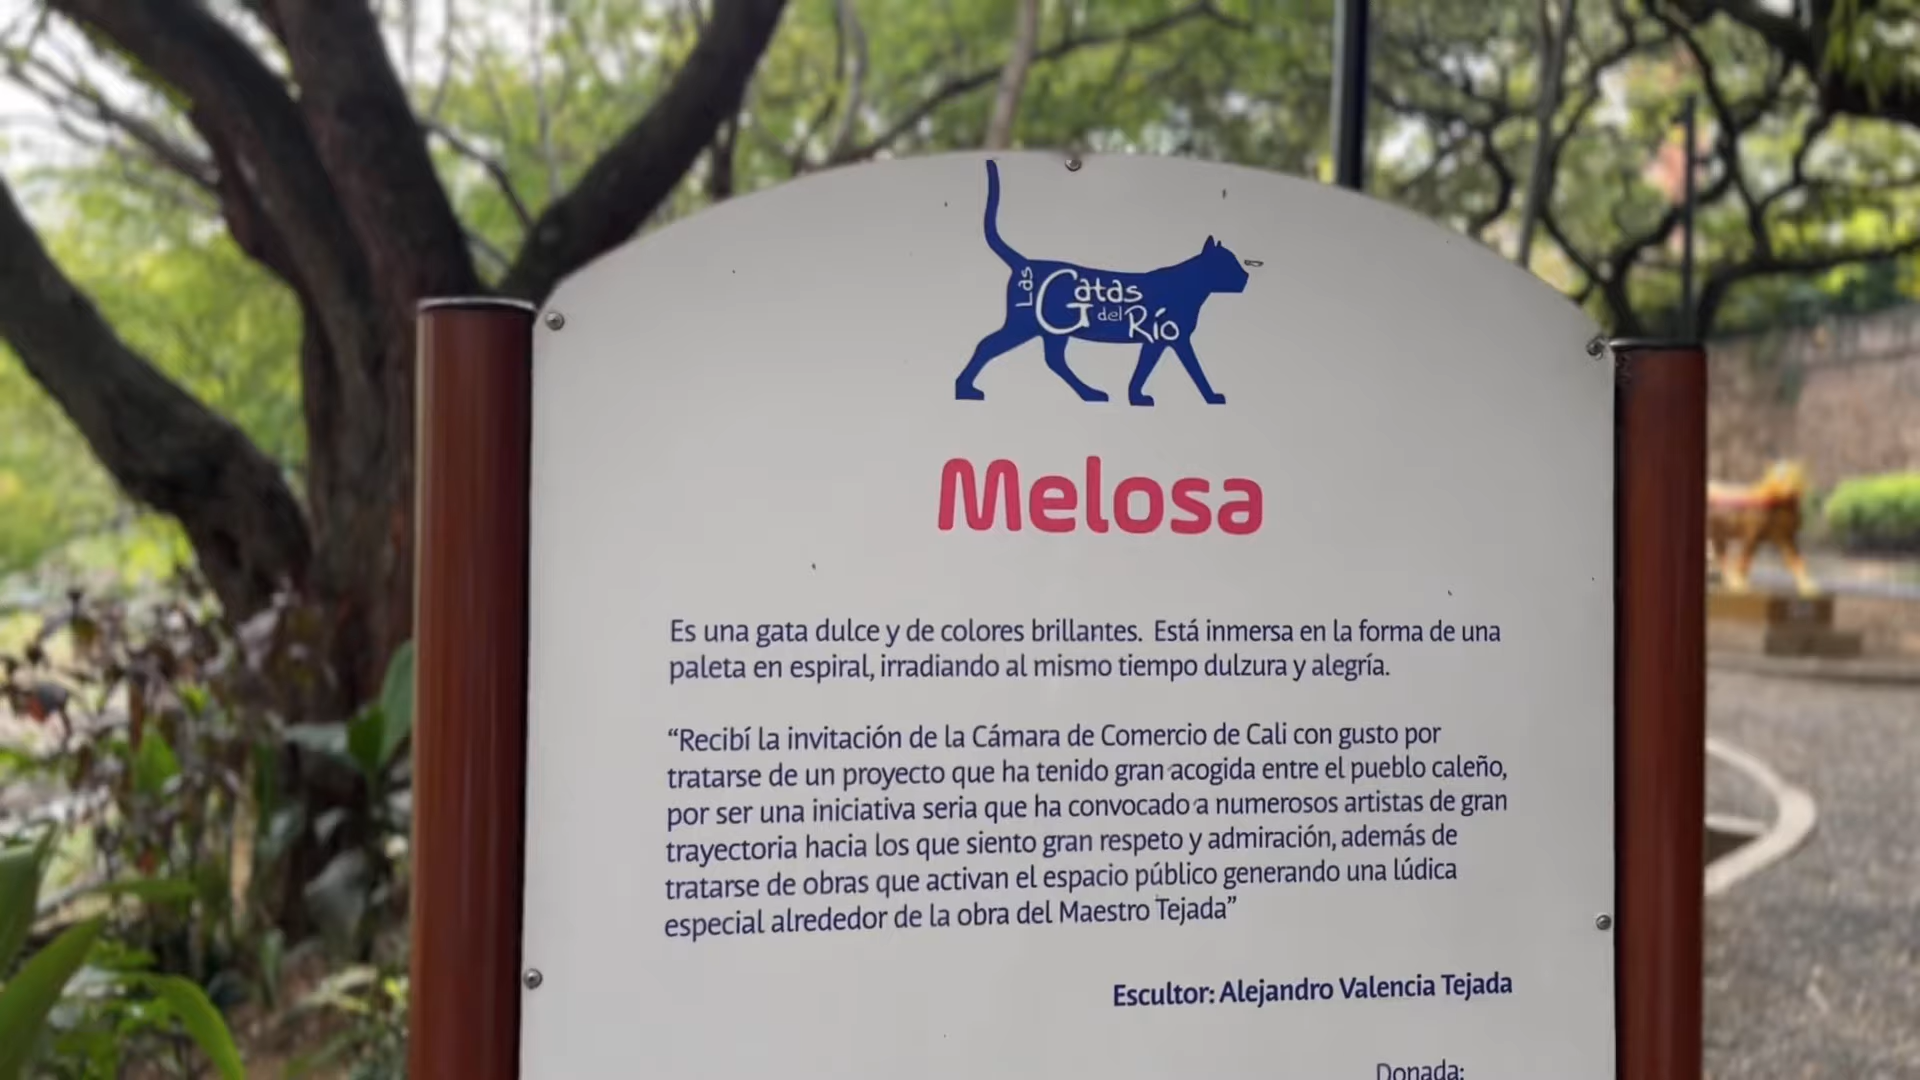 Las Gatas
del Río
Melosa
Es una gata dulce y de colores brillantes. Está inmersa en la forma de una
paleta en espiral, irradiando al mismo tiempo dulzura y alegría.
“Recibí la invitación de la Cámara de Comercio de Cali con gusto por
tratarse de un proyecto que ha tenido gran acogida entre el pueblo caleño,
por ser una iniciativa seria que ha convocado a numerosos artistas de gran
trayectoria hacia los que siento gran respeto y admiración, además de
tratarse de obras que activan el espacio público generando una lúdica
especial alrededor de la obra del Maestro Tejada”
Escultor: Alejandro Valencia Tejada
Donada: